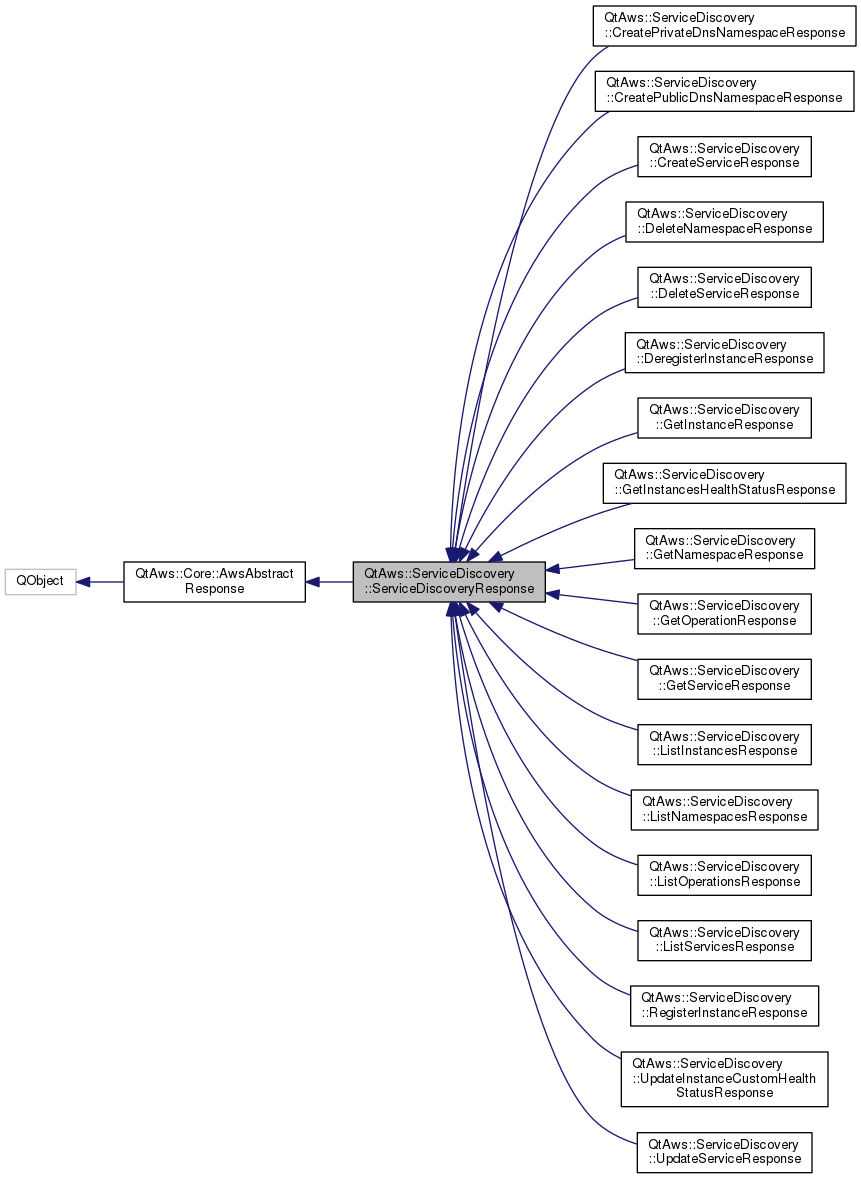 QtAws::ServiceDiscovery
::CreatePrivateDnsNamespaceResponse
QtAws::ServiceDiscovery
::CreatePublicDnsNamespaceResponse
QtAws::ServiceDiscovery
::CreateServiceResponse
QtAws::ServiceDiscovery
::DeleteNamespaceResponse
QtAws::ServiceDiscovery
::DeleteServiceResponse
QtAws::ServiceDiscovery
::DeregisterInstanceResponse
QtAws::ServiceDiscovery
::GetInstanceResponse
QtAws::ServiceDiscovery
::GetInstancesHealthStatusResponse
QtAws::ServiceDiscovery
::GetNamespaceResponse
QObject
QtAws::Core::AwsAbstract
Response
QtAws::ServiceDiscovery
::ServiceDiscoveryResponse
QtAws::ServiceDiscovery
::GetOperationResponse
QtAws::ServiceDiscovery
::GetServiceResponse
QtAws::ServiceDiscovery
::ListInstancesResponse
QtAws::ServiceDiscovery
::ListNamespacesResponse
QtAws::ServiceDiscovery
::ListOperationsResponse
QtAws::ServiceDiscovery
::ListServicesResponse
QtAws::ServiceDiscovery
::RegisterInstanceResponse
QtAws::ServiceDiscovery
::UpdateInstanceCustomHealth
StatusResponse
QtAws::ServiceDiscovery
::UpdateServiceResponse